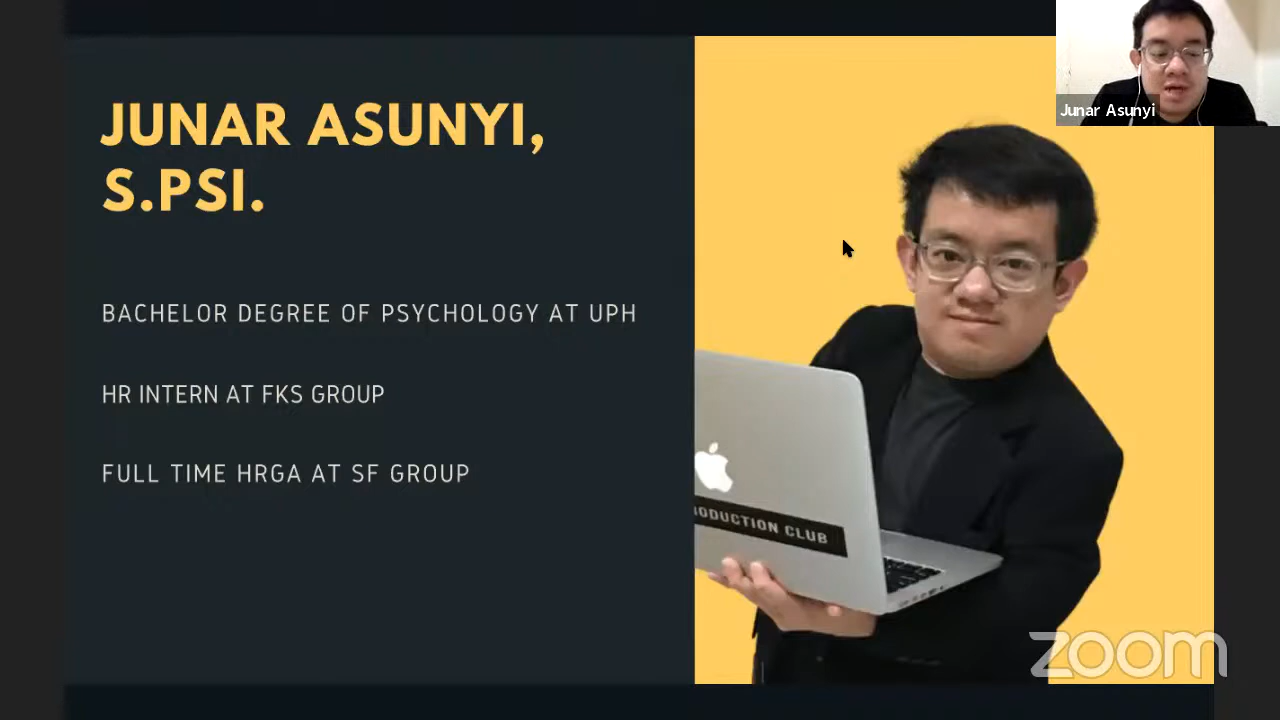 JUNAR ASUNYI,
S.PSI.
BACHELOR DEGREE OF PSYCHOLOGY AT UPH
HR INTERN AT FKS GROUP
FULL TIME HRGA AT SF GROUP
Junar Asunyi
RODUCTION CLUB
zoom